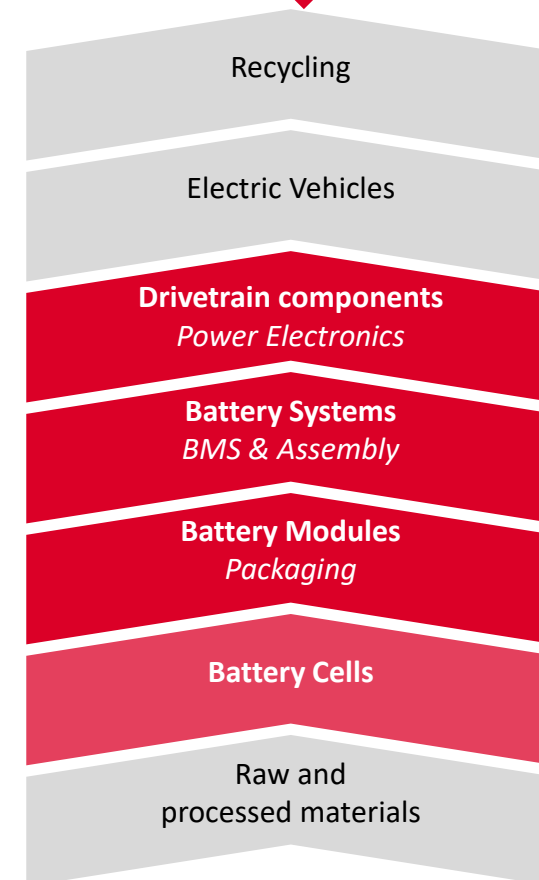 Recycling
Electric Vehicles
Drivetrain components
Power Electronics
Battery Systems
BMS & Assembly
Battery Modules
Packaging
Battery Cells
Raw and
processed materials